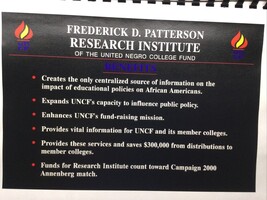 FREDERICK D. PATTERSON
RESEARCH INSTITUTE
OF THE UNITED NEGRO COLLEGE FUND
BENEFITS
Creates the only centralized source of information on the
impact of educational policies on African Americans.
Expands UNCF's capacity to influence public policy.
Enhances UNCF's fund-raising mission.
Provides vital information for UNCF and its member colleges.
Provides these services and saves $300,000 from distributions to
member colleges.
Funds for Research Institute count toward Campaign 2000
Annenberg match.